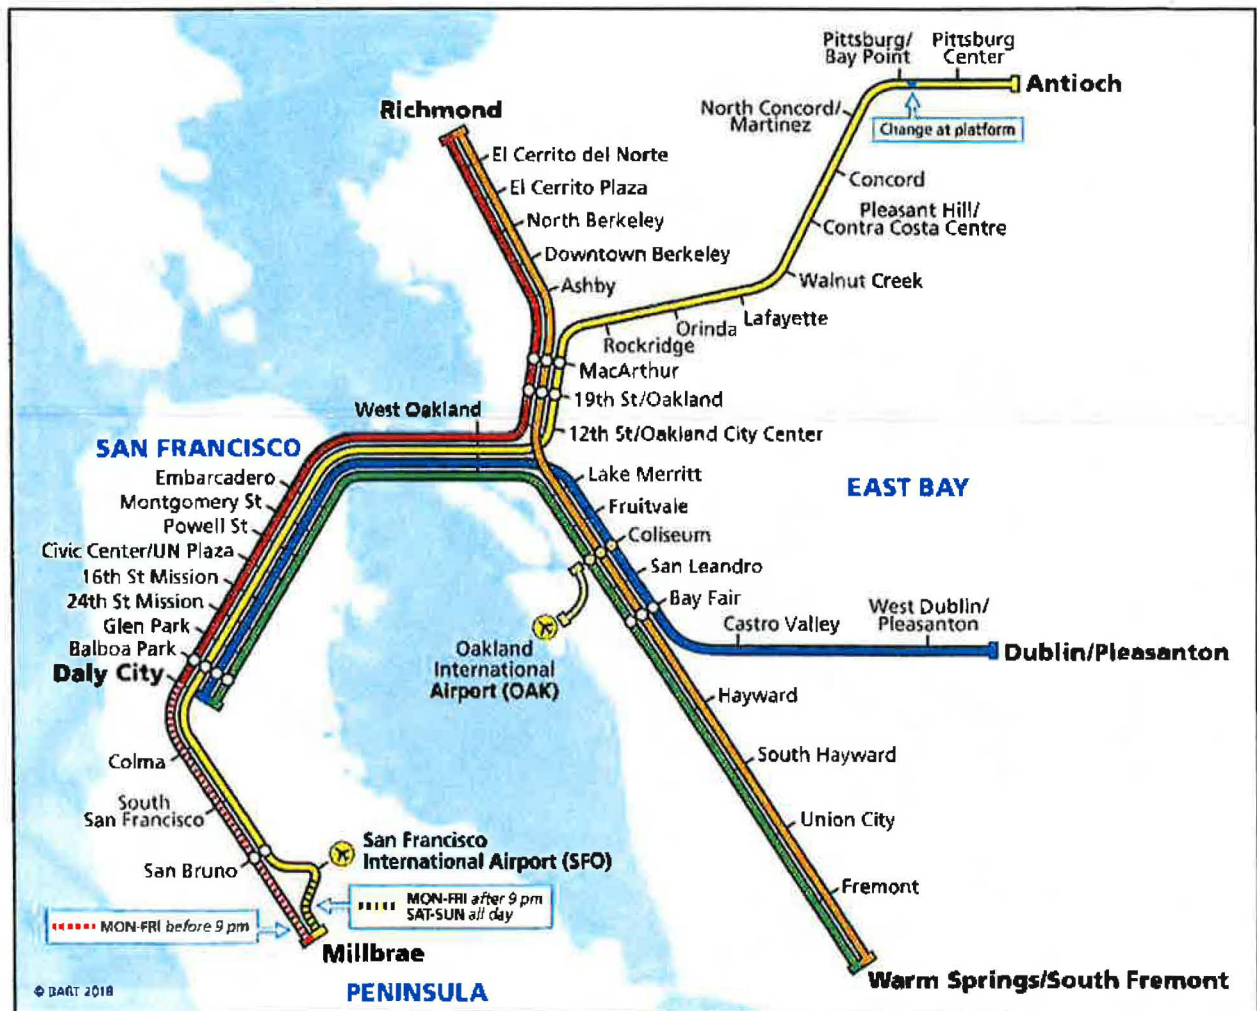 Pittsburg/
Bay Point
Pittsburg
Center
Antioch
Change at platform
North Concord/
Martinez
Concord
Pleasant Hill/
Contra Costa Centre
Walnut Creek
Lafayette
Orinda
Rockridge
Richmond
El Cerrito del Norte
El Cerrito Plaza
North Berkeley
Downtown Berkeley
Ashby
MacArthur
19th St/Oakland
12th St/Oakland City Center
West Oakland
SAN FRANCISCO
Embarcadero
Montgomery St
Powell St
Civic Center/UN Plaza
16th St Mission
24th St Mission
Glen Park
Balboa Park
Daly City
EAST BAY
Lake Merritt
Fruitvale
Coliseum
San Leandro
Bay Fair
Castro Valley
West Dublin/
Pleasanton
Dublin/Pleasanton
Oakland
International
Airport (OAK)
Hayward
South Hayward
Union City
Fremont
Warm Springs/South Fremont
Colma
South
San Francisco
San Bruno
San Francisco
International Airport (SFO)
MON-FRI after 9 pm
SAT-SUN all day
MON-FRI before 9 pm
Millbrae
PENINSULA
© BART 2018